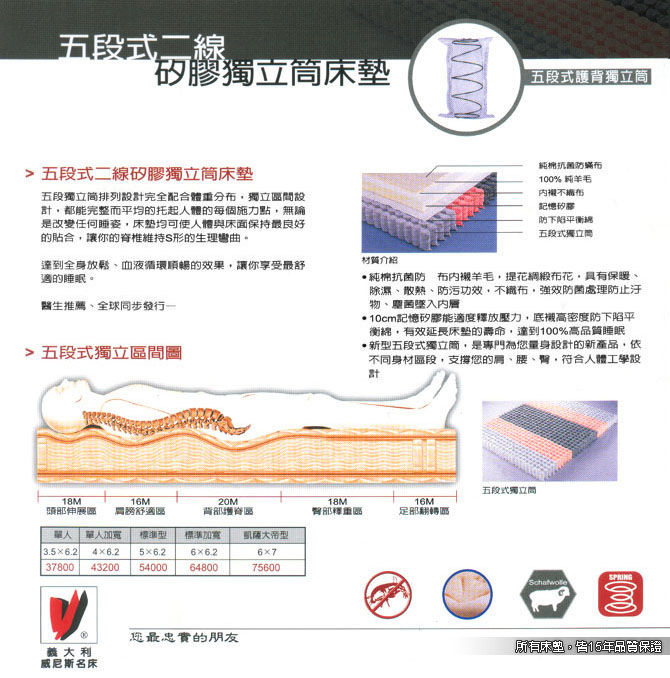 五段式二線
矽膠獨立筒床墊
五段式護背獨立筒
> 五段式二線矽膠獨立筒床墊
五段獨立筒排列設計完全配合體重分布，獨立區間設
計，都能完整而平均的托起人體的每個施力點，無論
是改變任何睡姿，床墊均可使人體與床面保持最良好
的貼合，讓你的脊椎維持S形的生理彎曲。
達到全身放鬆、血液循環順暢的效果，讓你享受最舒
適的睡眠。
醫生推薦、全球同步發行—
純棉抗菌防蟎布
100% 純羊毛
內襯不織布
記憶矽膠
防下陷平衡綿
五段式獨立筒
材質介紹
•純棉抗菌防 布內襯羊毛，提花綢緞布花，具有保暖、
除濕、散熱、防污功效，不織布，強效防菌處理防止汙
物、塵菌墜入內層
•10cm記憶矽膠能適度釋放壓力，底襯高密度防下陷平
衡綿，有效延長床墊的壽命，達到100%高品質睡眠
•新型五段式獨立筒，是專門為您量身設計的新產品，依
不同身材區段，支撐您的肩、腰、臀，符合人體工學設
計
> 五段式獨立區間圖
五段式獨立筒
18M 16M 20M 18M 16M
頭部伸展區 肩膀舒適區 背部護脊區 臀部釋重區 足部翻轉區
單人 單人加寬 標準型 標準加寬 凱薩大帝型
3.5×6.2 4×6.2 5×6.2 6×6.2 6×7
37800 43200 54000 64800 75600
Schafwolle
SPRING
®
義大利
威尼斯名床
您最忠實的朋友
所有床墊，皆15年品質保證